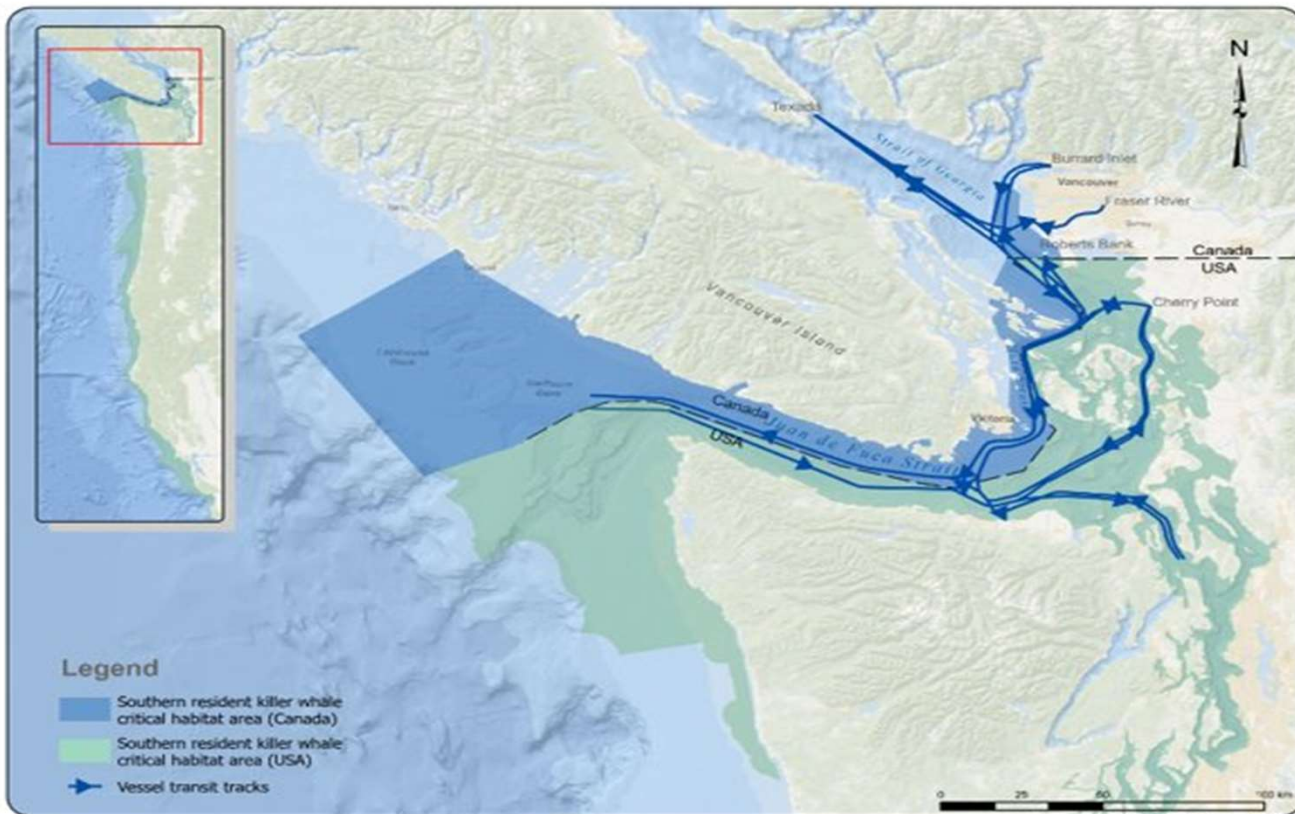 N
Texada
Strait of Georgia
Burrard Inlet
Vancouver
Fraser River
Surrey
Roberts Bank
Canada
USA
Cherry Point
Vancouver Island
Victoria
Canada
USA
Juan de Fuca Strait
Legend
Southern resident killer whale
critical habitat area (Canada)
Southern resident killer whale
critical habitat area (USA)
Vessel transit tracks
0 25 50 100 km